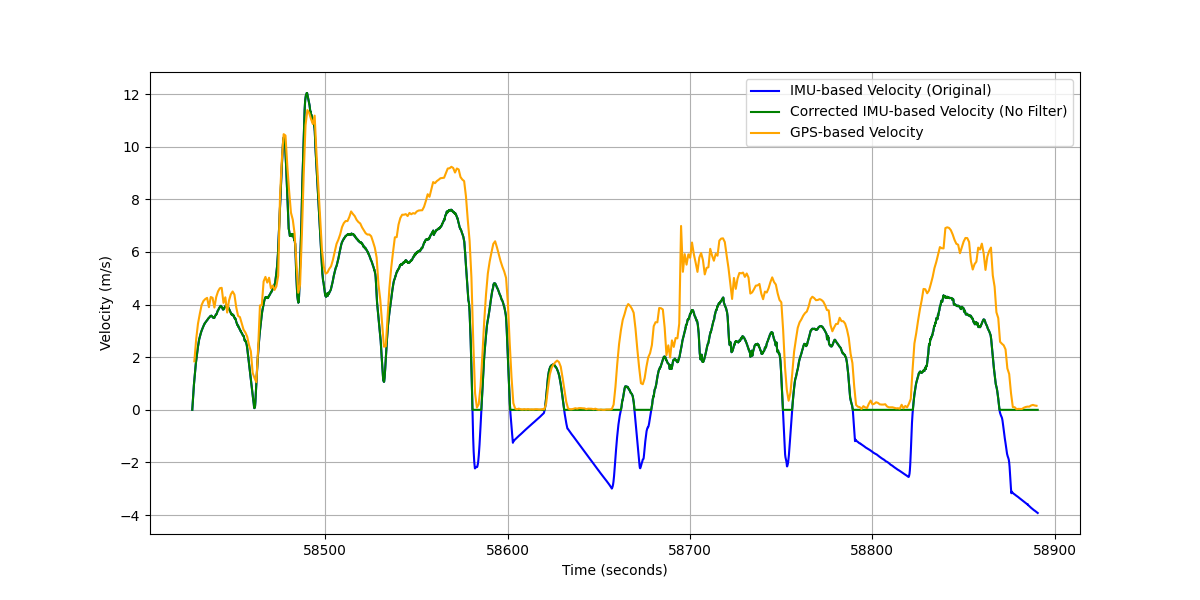 IMU-based Velocity (Original)
Corrected IMU-based Velocity (No Filter)
GPS-based Velocity
12
10
8
6
4
2
0
−2
−4
Velocity (m/s)
58500
58600
58700
58800
58900
Time (seconds)